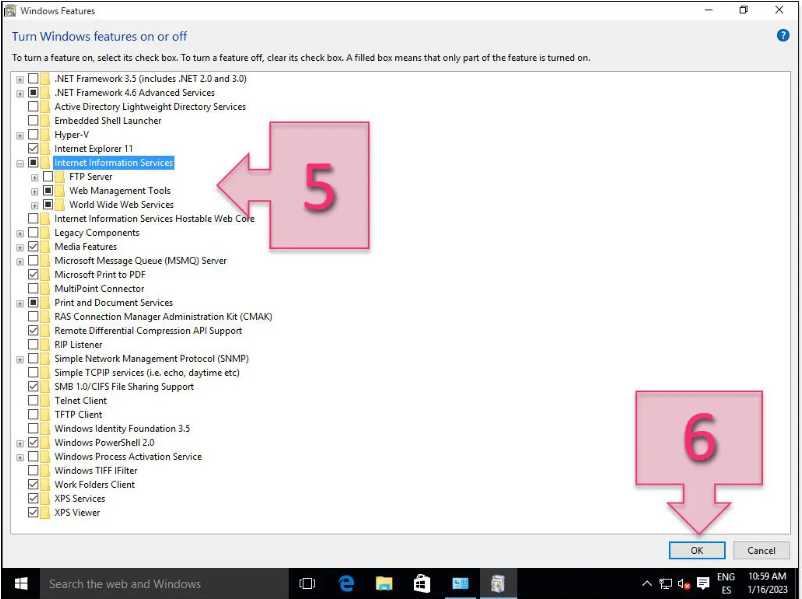 Windows Features
Turn Windows features on or off
To turn a feature on, select its check box. To turn a feature off, clear its check box. A filled box means that only part of the feature is turned on.
.NET Framework 3.5 (includes .NET 2.0 and 3.0)
.NET Framework 4.6 Advanced Services
Active Directory Lightweight Directory Services
Embedded Shell Launcher
Hyper-V
Internet Explorer 11
Internet Information Services
FTP Server
Web Management Tools
World Wide Web Services
Internet Information Services Hostable Web Core
Legacy Components
Media Features
Microsoft Message Queue (MSMQ) Server
Microsoft Print to PDF
MultiPoint Connector
Print and Document Services
RAS Connection Manager Administration Kit (CMAK)
Remote Differential Compression API Support
RIP Listener
Simple Network Management Protocol (SNMP)
Simple TCPIP services (i.e. echo, daytime etc)
SMB 1.0/CIFS File Sharing Support
Telnet Client
TFTP Client
Windows Identity Foundation 3.5
Windows PowerShell 2.0
Windows Process Activation Service
Windows TIFF IFilter
Work Folders Client
XPS Services
XPS Viewer
5
6
OK
Cancel
Search the web and Windows
ENG
ES
10:59 AM
1/16/2023